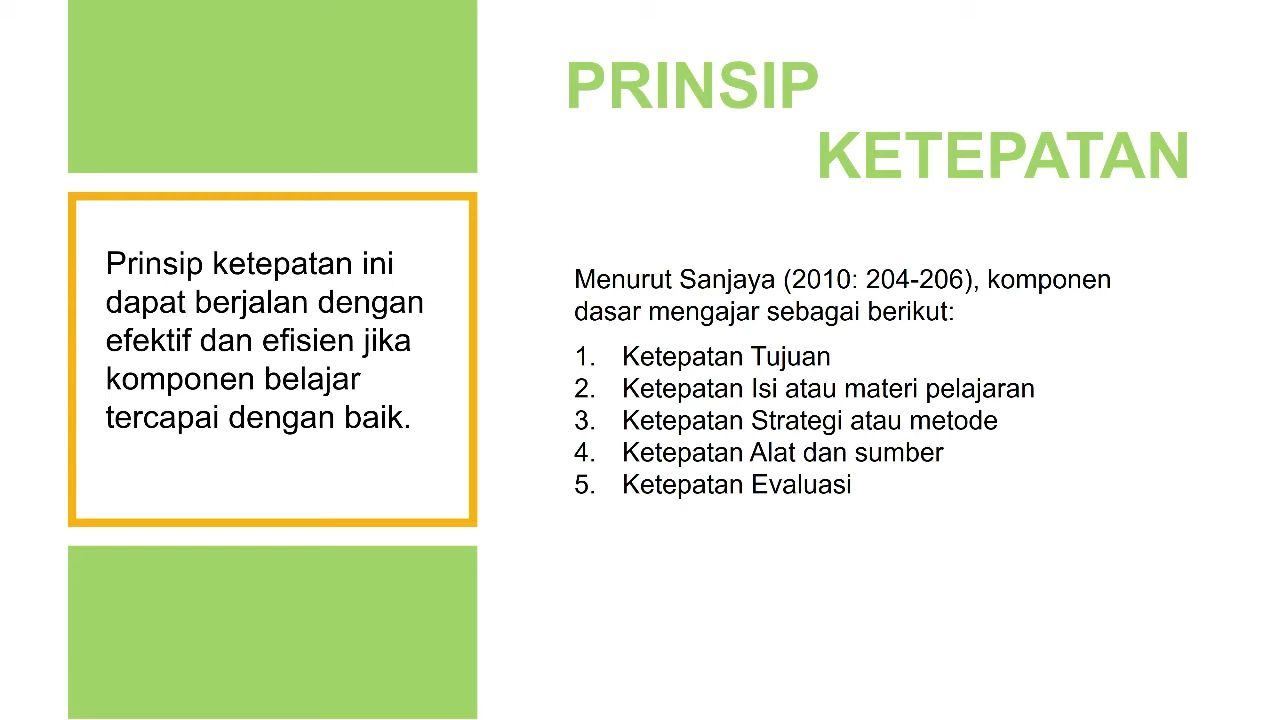 PRINSIP
KETEPATAN
Prinsip ketepatan ini
dapat berjalan dengan
efektif dan efisien jika
komponen belajar
tercapai dengan baik.
Menurut Sanjaya (2010: 204-206), komponen
dasar mengajar sebagai berikut:
1. Ketepatan Tujuan
2. Ketepatan Isi atau materi pelajaran
3. Ketepatan Strategi atau metode
4. Ketepatan Alat dan sumber
5. Ketepatan Evaluasi